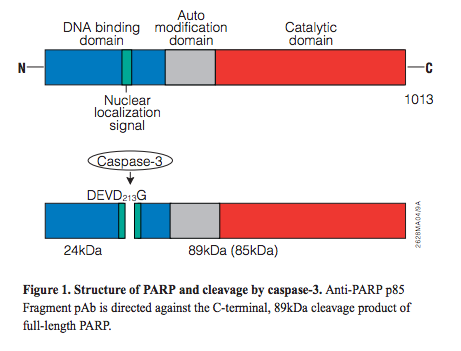 DNA binding domain
Auto modification domain
Catalytic domain
N
C
Nuclear localization signal
1013
Caspase-3
DEVD213G
24kDa
89kDa (85kDa)
2628MA04/9A
Figure 1. Structure of PARP and cleavage by caspase-3. Anti-PARP p85
Fragment pAb is directed against the C-terminal, 89kDa cleavage product of
full-length PARP.